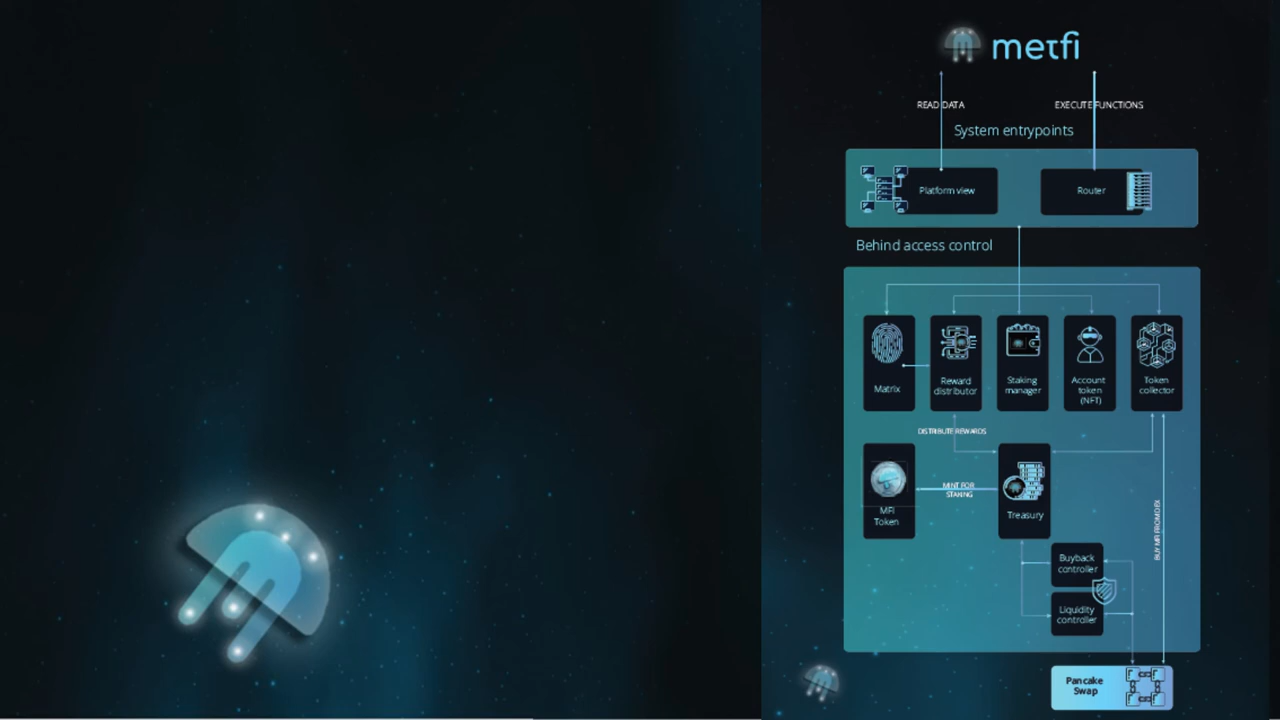 metfi
READ DATA
EXECUTE FUNCTIONS
System entrypoints
Platform view
Router
Behind access control
Matrix
Reward
distributor
Staking
manager
Account
token
(NFT)
Token
collector
DISTRIBUTE REWARDS
MFI
Token
MINT FOR
STAKING
Treasury
BUY MFI FROM DEX
Buyback
controller
Liquidity
controller
Pancake
Swap